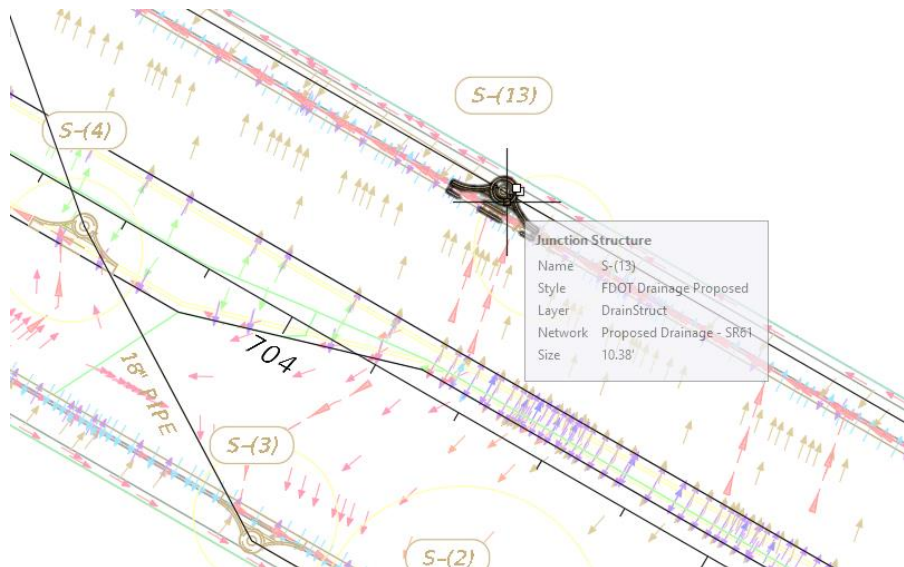 S-(13)
S-(4)
Junction Structure
Name S-(13)
Style FDOT Drainage Proposed
Layer DrainStruct
Network Proposed Drainage - SR61
Size 10.38'
704
18" PIPE
S-(3)
S-(2)